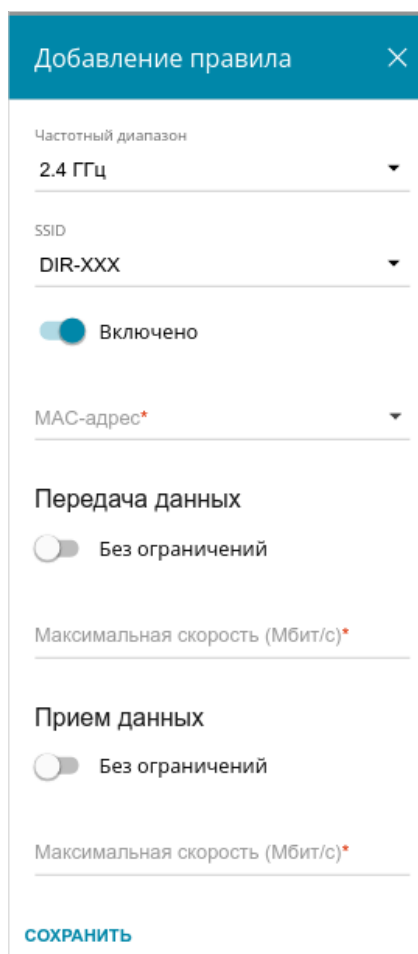 Добавление правила
Частотный диапазон
2.4 ГГц
SSID
DIR-XXX
Включено
MAC-адрес*
Передача данных
Без ограничений
Максимальная скорость (Мбит/с)*
Прием данных
Без ограничений
Максимальная скорость (Мбит/с)*
СОХРАНИТЬ